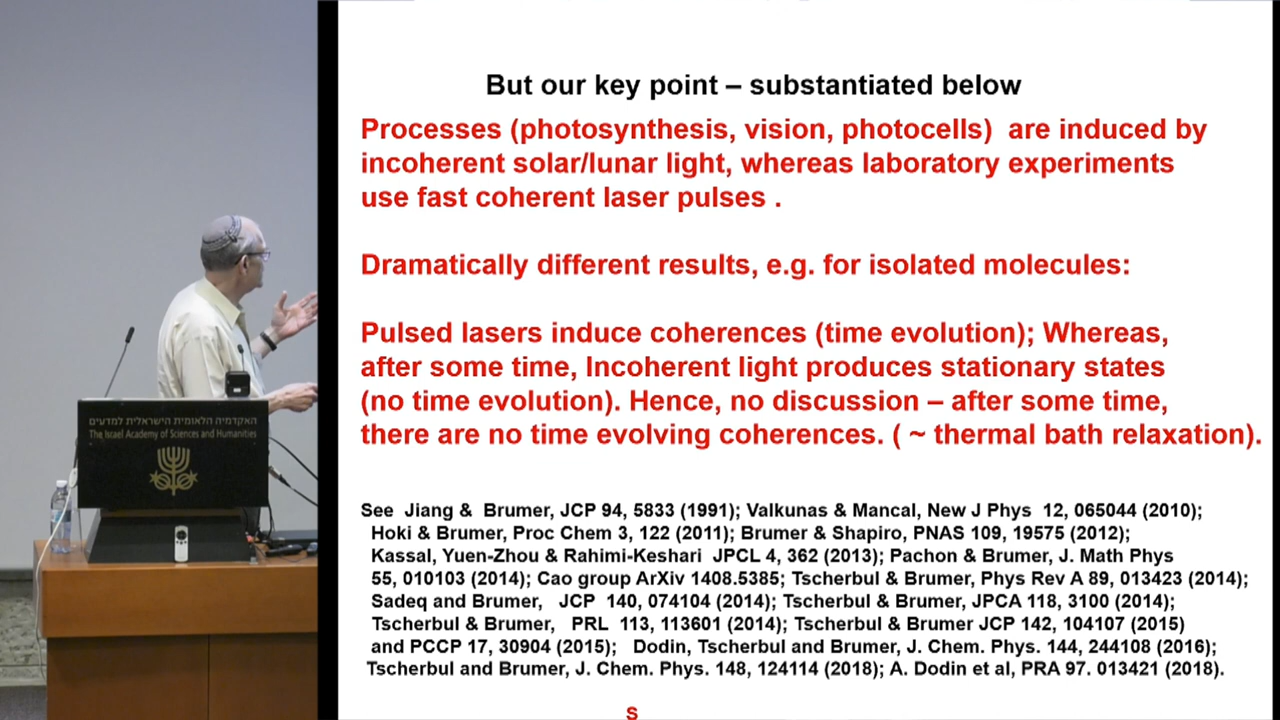 But our key point – substantiated below
Processes (photosynthesis, vision, photocells) are induced by
incoherent solar/lunar light, whereas laboratory experiments
use fast coherent laser pulses .
Dramatically different results, e.g. for isolated molecules:
Pulsed lasers induce coherences (time evolution); Whereas,
after some time, Incoherent light produces stationary states
(no time evolution). Hence, no discussion – after some time,
there are no time evolving coherences. ( ~ thermal bath relaxation).
See Jiang & Brumer, JCP 94, 5833 (1991); Valkunas & Mancal, New J Phys 12, 065044 (2010);
Hoki & Brumer, Proc Chem 3, 122 (2011); Brumer & Shapiro, PNAS 109, 19575 (2012);
Kassal, Yuen-Zhou & Rahimi-Keshari JPCL 4, 362 (2013); Pachon & Brumer, J. Math Phys
55, 010103 (2014); Cao group ArXiv 1408.5385; Tscherbul & Brumer, Phys Rev A 89, 013423 (2014);
Sadeq and Brumer, JCP 140, 074104 (2014); Tscherbul & Brumer, JPCA 118, 3100 (2014);
Tscherbul & Brumer, PRL 113, 113601 (2014); Tscherbul & Brumer JCP 142, 104107 (2015)
and PCCP 17, 30904 (2015); Dodin, Tscherbul and Brumer, J. Chem. Phys. 144, 244108 (2016);
Tscherbul and Brumer, J. Chem. Phys. 148, 124114 (2018); A. Dodin et al, PRA 97. 013421 (2018).
s
האקדמיה הלאומית הישראלית למדעים
The Israel Academy of Sciences and Humanities